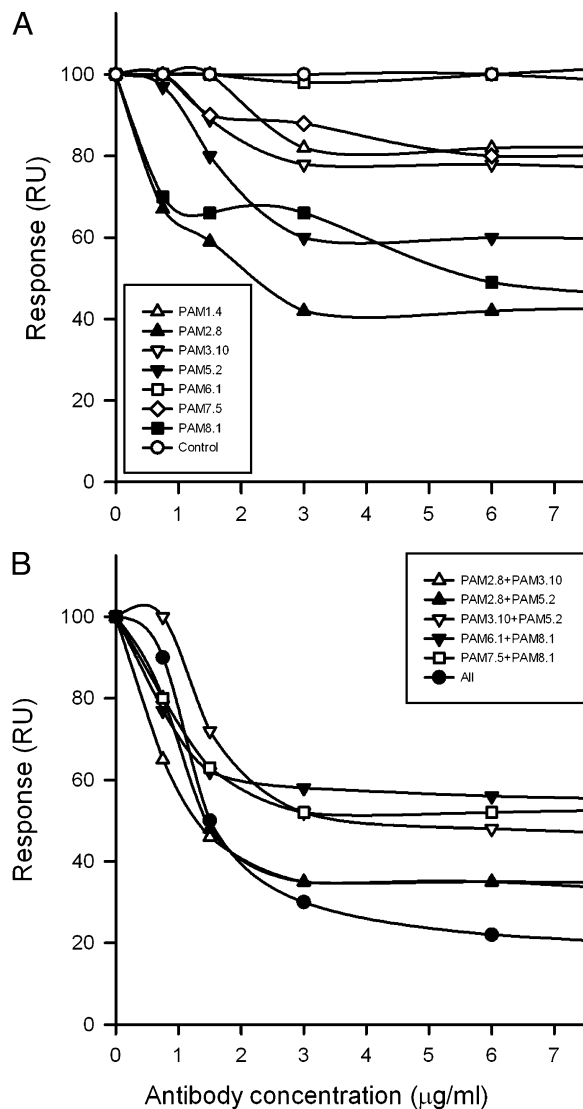 A
100
80
60
40
20
0
Response (RU)
PAM1.4
PAM2.8
PAM3.10
PAM5.2
PAM6.1
PAM7.5
PAM8.1
Control
0 1 2 3 4 5 6 7
B
100
80
60
40
20
0
Response (RU)
PAM2.8+PAM3.10
PAM2.8+PAM5.2
PAM3.10+PAM5.2
PAM6.1+PAM8.1
PAM7.5+PAM8.1
All
0 1 2 3 4 5 6 7
Antibody concentration (μg/ml)